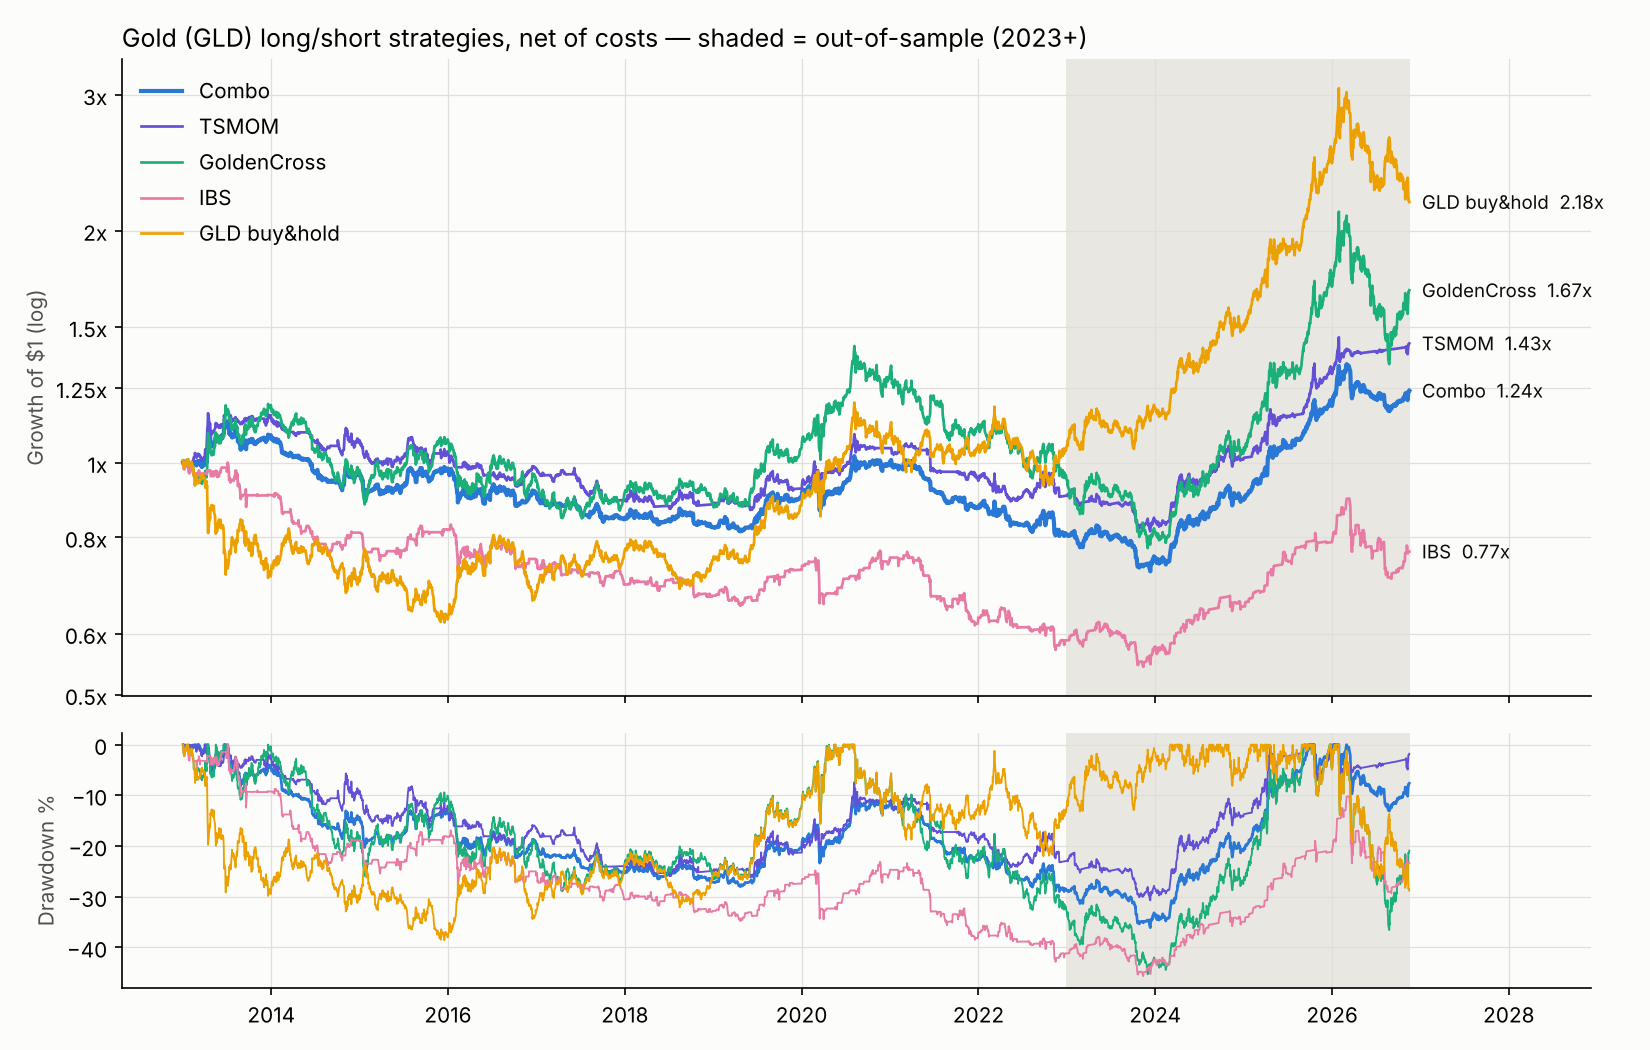 Gold (GLD) long/short strategies, net of costs — shaded = out-of-sample (2023+)
Combo
TSMOM
GoldenCross
IBS
GLD buy&hold
Growth of $1 (log)
3x
2x
1.5x
1.25x
1x
0.8x
0.6x
0.5x
GLD buy&hold 2.18x
GoldenCross 1.67x
TSMOM 1.43x
Combo 1.24x
IBS 0.77x
Drawdown %
0
−10
−20
−30
−40
2014 2016 2018 2020 2022 2024 2026 2028